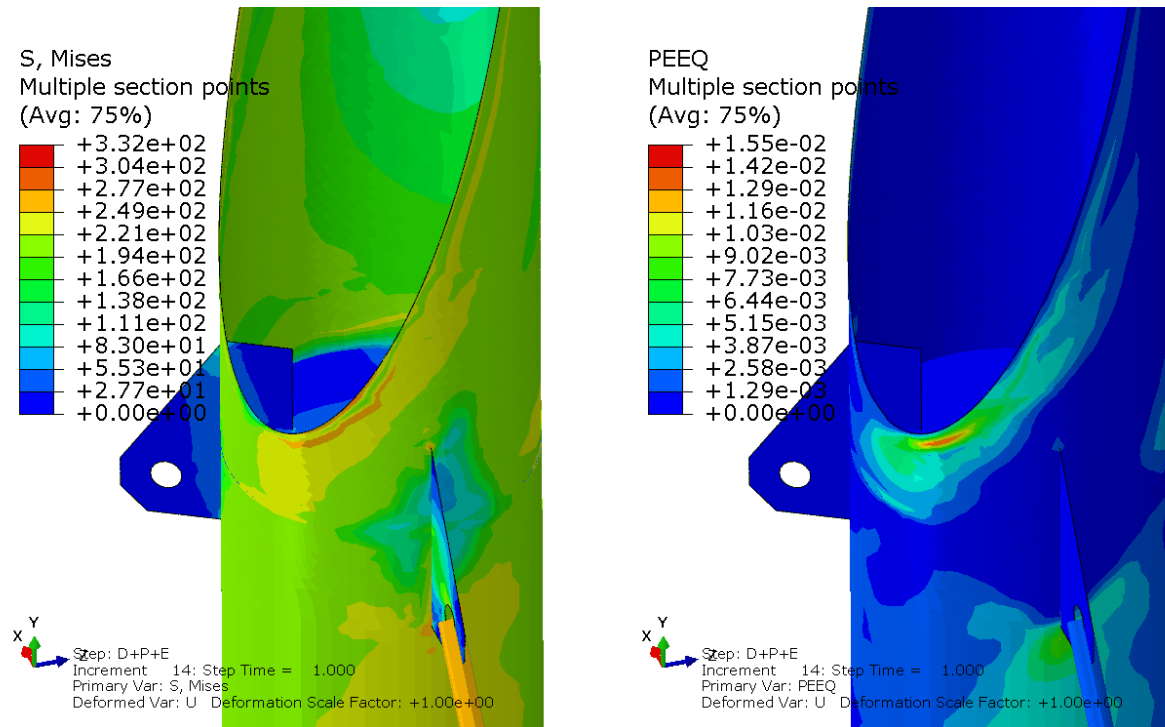 S, Mises
Multiple section points
(Avg: 75%)
+3.32e+02
+3.04e+02
+2.77e+02
+2.49e+02
+2.21e+02
+1.94e+02
+1.66e+02
+1.38e+02
+1.11e+02
+8.30e+01
+5.53e+01
+2.77e+01
+0.00e+00
Y
X
Z
Step: D+P+E
Increment 14: Step Time = 1.000
Primary Var: S, Mises
Deformed Var: U Deformation Scale Factor: +1.00e+00
PEEQ
Multiple section points
(Avg: 75%)
+1.55e-02
+1.42e-02
+1.29e-02
+1.16e-02
+1.03e-02
+9.02e-03
+7.73e-03
+6.44e-03
+5.15e-03
+3.87e-03
+2.58e-03
+1.29e-03
+0.00e+00
Y
X
Z
Step: D+P+E
Increment 14: Step Time = 1.000
Primary Var: PEEQ
Deformed Var: U Deformation Scale Factor: +1.00e+00